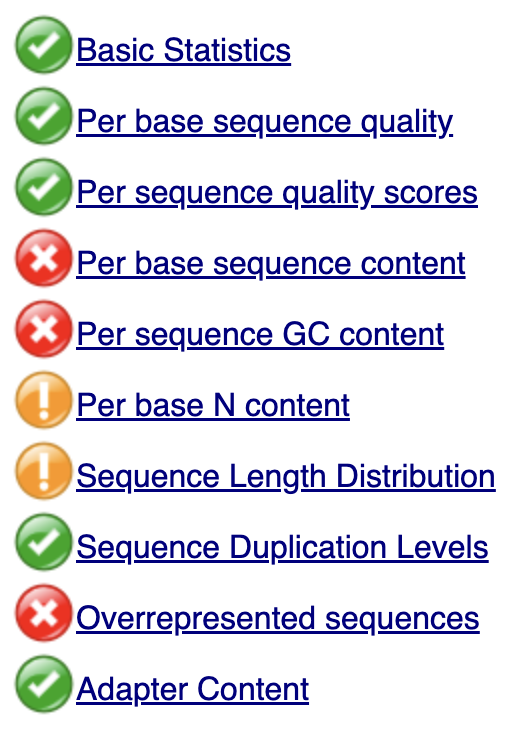 Basic Statistics
Per base sequence quality
Per sequence quality scores
Per base sequence content
Per sequence GC content
Per base N content
Sequence Length Distribution
Sequence Duplication Levels
Overrepresented sequences
Adapter Content